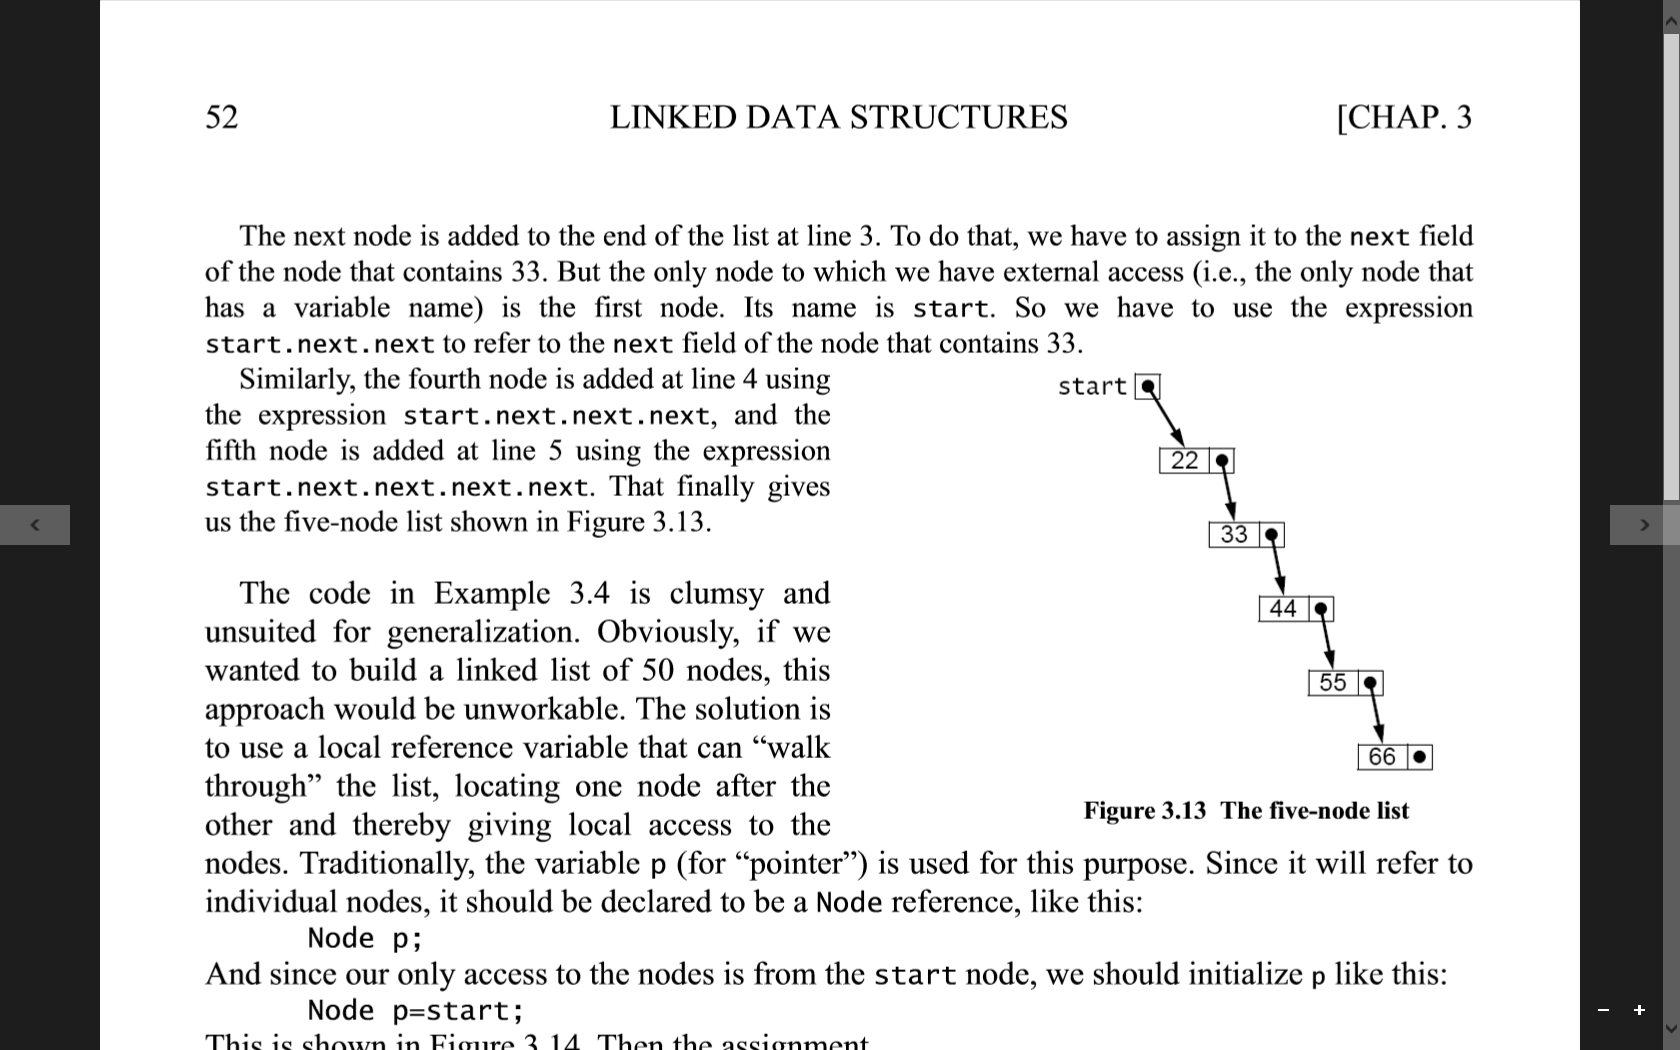 52 LINKED DATA STRUCTURES [CHAP. 3
The next node is added to the end of the list at line 3. To do that, we have to assign it to the next field
of the node that contains 33. But the only node to which we have external access (i.e., the only node that
has a variable name) is the first node. Its name is start. So we have to use the expression
start.next.next to refer to the next field of the node that contains 33.
Similarly, the fourth node is added at line 4 using
the expression start.next.next.next, and the
fifth node is added at line 5 using the expression
start.next.next.next.next. That finally gives
us the five-node list shown in Figure 3.13.
The code in Example 3.4 is clumsy and
unsuited for generalization. Obviously, if we
wanted to build a linked list of 50 nodes, this
approach would be unworkable. The solution is
to use a local reference variable that can “walk
through” the list, locating one node after the
other and thereby giving local access to the
start
22
33
44
55
66
Figure 3.13 The five-node list
nodes. Traditionally, the variable p (for “pointer”) is used for this purpose. Since it will refer to
individual nodes, it should be declared to be a Node reference, like this:
Node p;
And since our only access to the nodes is from the start node, we should initialize p like this:
Node p=start;
This is shown in Figure 3.14. Then the assignment